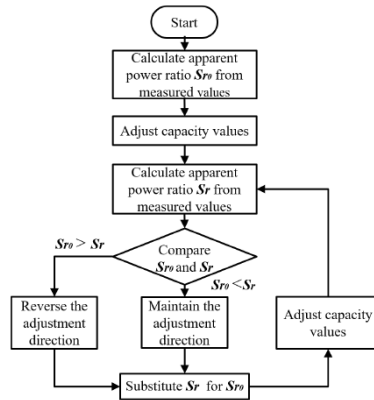 Start
Calculate apparent
power ratio Sr0 from
measured values
Adjust capacity values
Calculate apparent
power ratio Sr from
measured values
Compare
Sr0 and Sr
Sr0 > Sr
Sr0 <Sr
Reverse the
adjustment
direction
Maintain the
adjustment
direction
Adjust capacity
values
Substitute Sr for Sr0